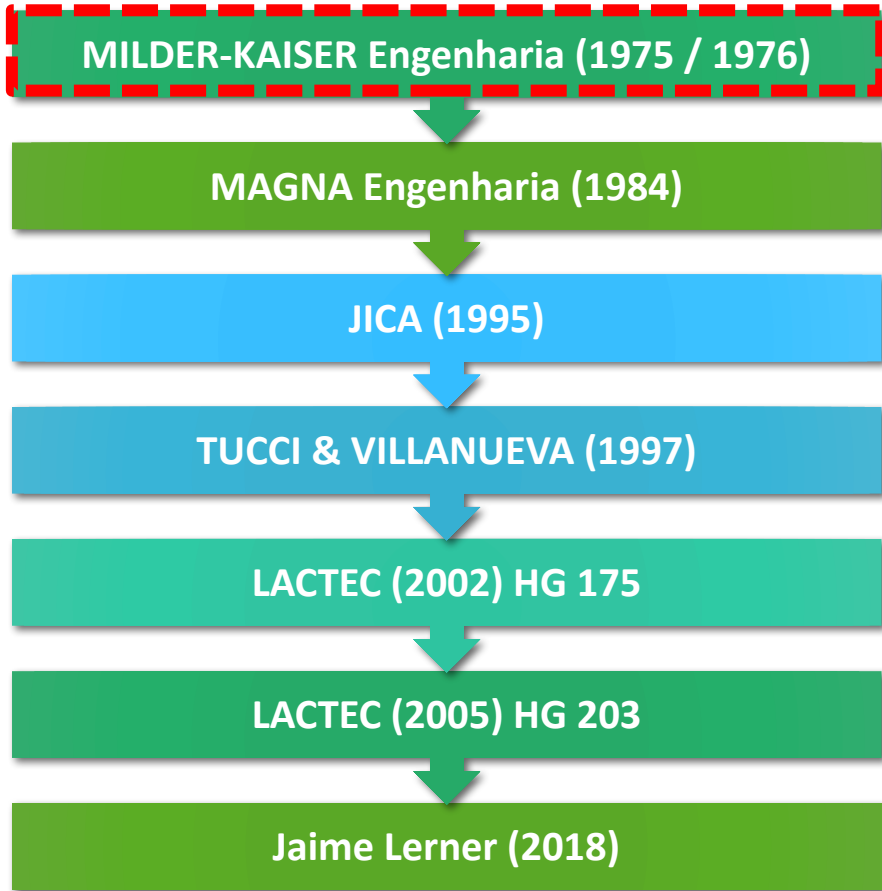 MILDER-KAISER Engenharia (1975 / 1976)
MAGNA Engenharia (1984)
JICA (1995)
TUCCI & VILLANUEVA (1997)
LACTEC (2002) HG 175
LACTEC (2005) HG 203
Jaime Lerner (2018)